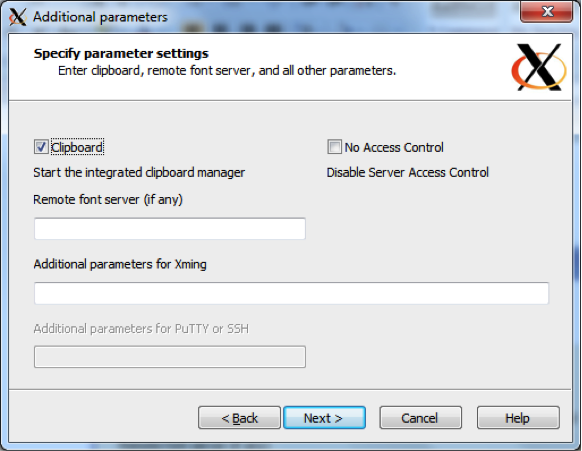 Additional parameters
Specify parameter settings
Enter clipboard, remote font server, and all other parameters.
Clipboard
No Access Control
Start the integrated clipboard manager
Disable Server Access Control
Remote font server (if any)
Additional parameters for Xming
Additional parameters for PuTTY or SSH
< Back
Next >
Cancel
Help